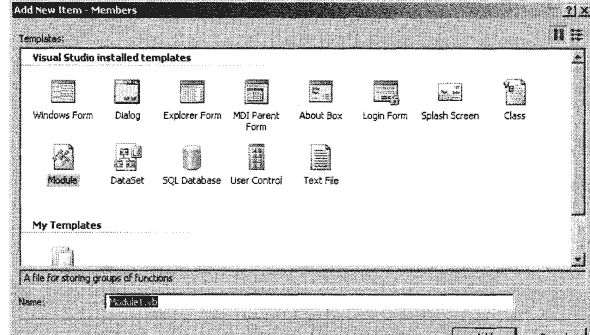 Add New Item - Members
Templates:
Visual Studio installed templates
Windows Form Dialog Explorer Form MDI Parent Form About Box Login Form Splash Screen Class
Module DataSet SQL Database User Control Text File
My Templates
A file for storing groups of functions
Name: Module1.vb